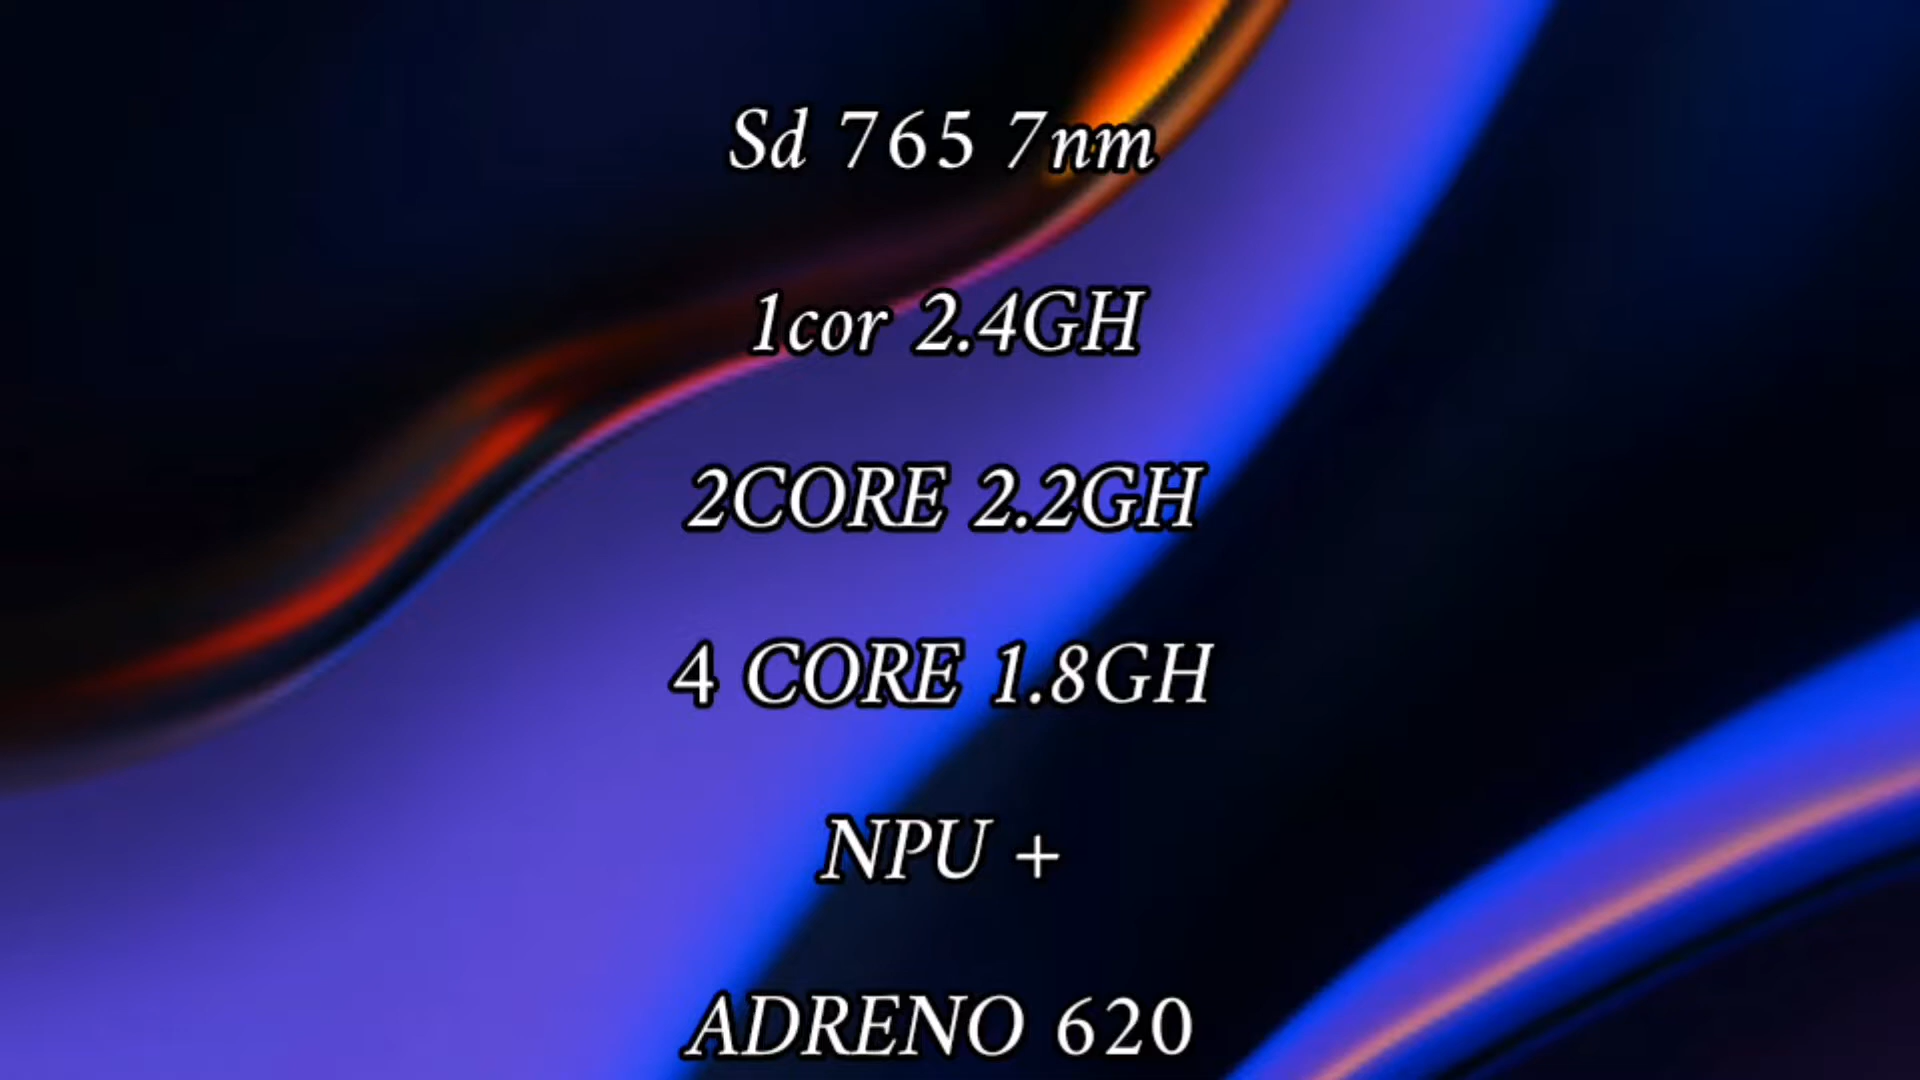 Sd 765 7nm
1cor 2.4GH
2CORE 2.2GH
4 CORE 1.8GH
NPU +
ADRENO 620